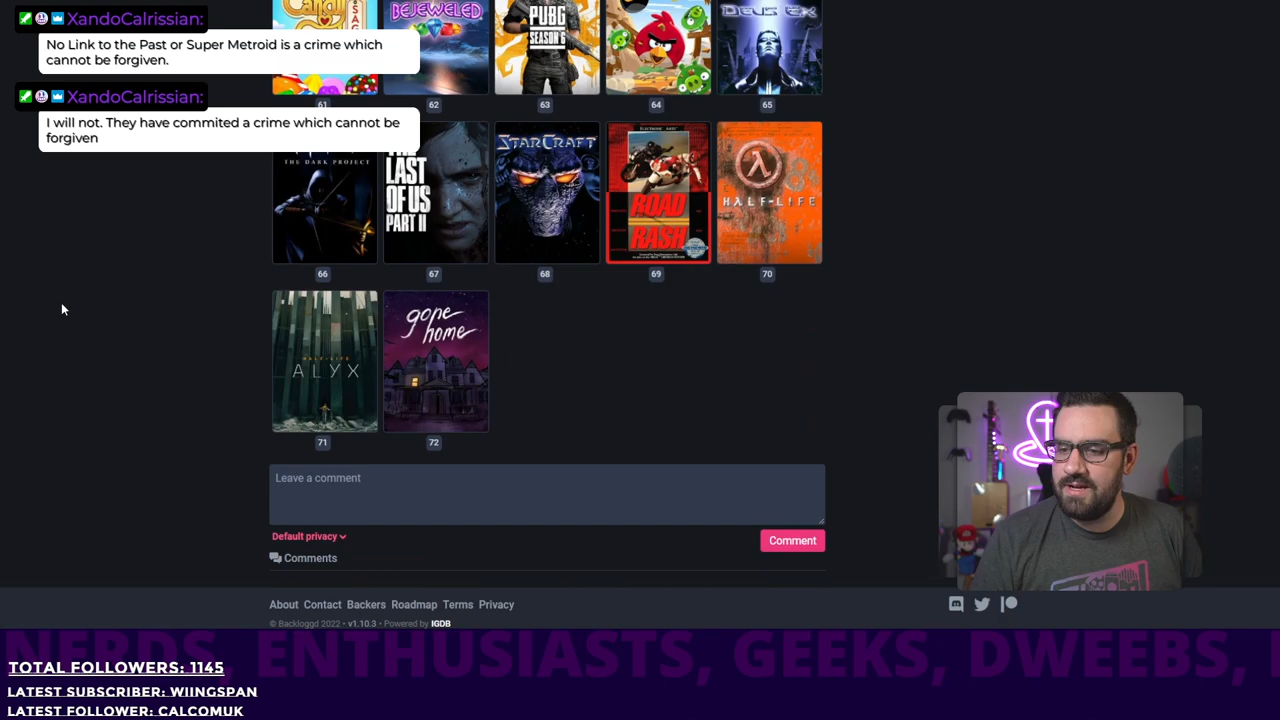 XandoCalrissian:
No Link to the Past or Super Metroid is a crime which
cannot be forgiven.
XandoCalrissian:
I will not. They have commited a crime which cannot be
forgiven
Candy
SAGA
BEJEWELED
PUBG
SEASON 6
DEUS EX
61
62
63
64
65
THE DARK PROJECT
THE
LAST
OF US
PART II
STARCRAFT
ELECTRONIC ARTS
ROAD
RASH
HALF-LIFE
66
67
68
69
70
HALF-LIFE
ALYX
gone
home
71
72
Leave a comment
Default privacy
Comment
Comments
About Contact Backers Roadmap Terms Privacy
© Backloggd 2022 • v1.10.3 • Powered by IGDB
NERDS, ENTHUSIASTS, GEEKS, DWEEBS,
TOTAL FOLLOWERS: 1145
LATEST SUBSCRIBER: WIINGSPAN
LATEST FOLLOWER: CALCOMUK